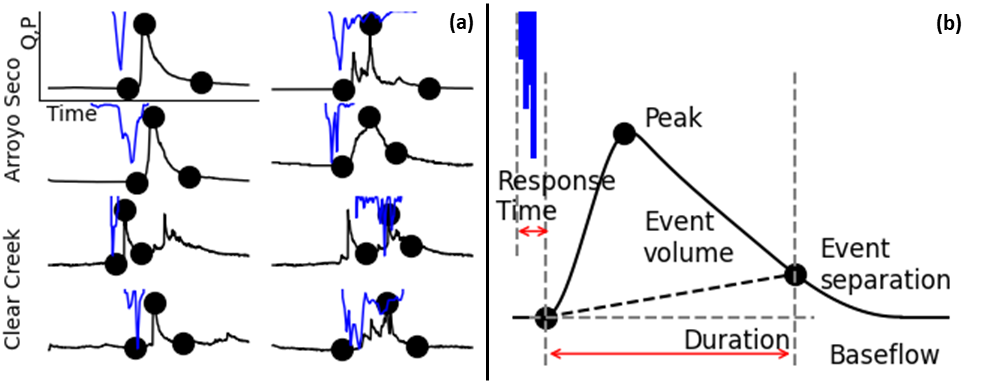 (a)
Q,P
Time
Arroyo Seco
Clear Creek
(b)
Peak
Response
Time
Event
volume
Event
separation
Duration
Baseflow